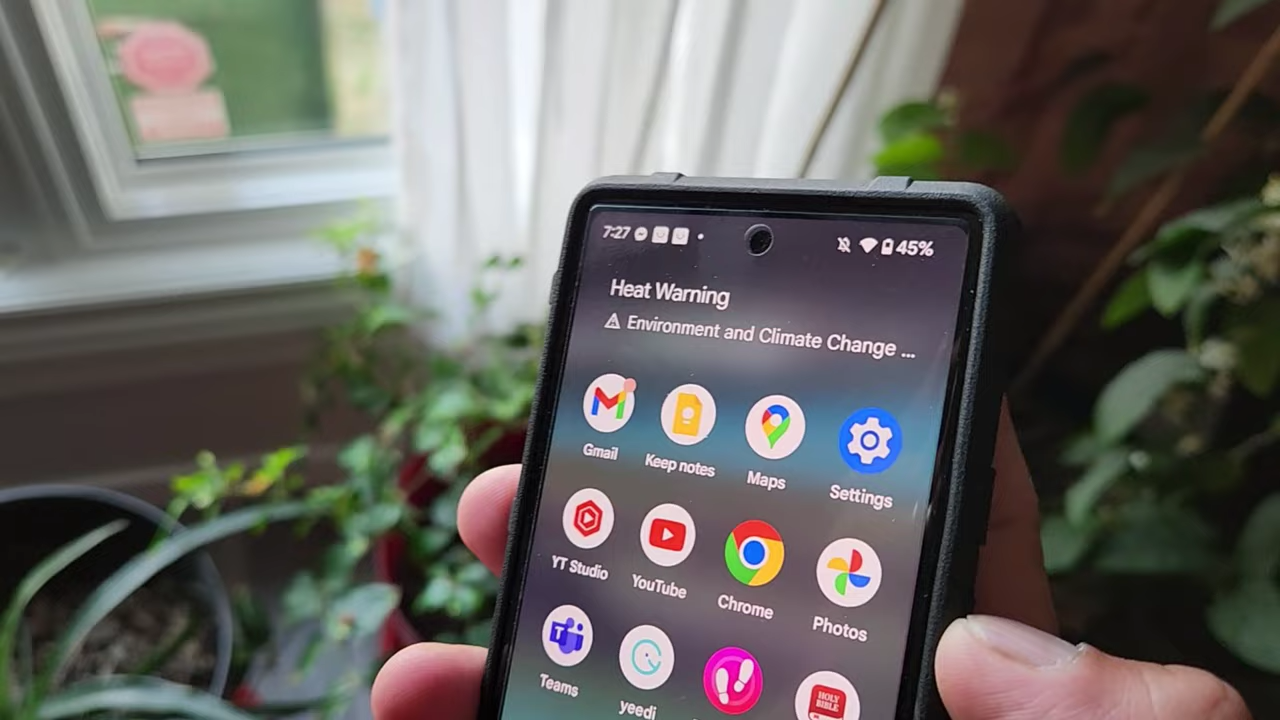 7:27
45%
Heat Warning
Environment and Climate Change ...
Gmail
Keep notes
Maps
Settings
YT Studio
YouTube
Chrome
Photos
Teams
yeedi
HOLY
BIBLE